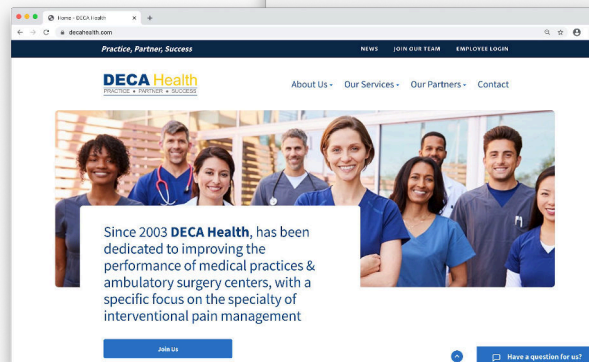 Home - DECA Health
decahealth.com
Practice, Partner, Success
NEWS JOIN OUR TEAM EMPLOYEE LOGIN
DECA Health
PRACTICE • PARTNER • SUCCESS
About Us Our Services Our Partners Contact
Since 2003 DECA Health, has been
dedicated to improving the
performance of medical practices &
ambulatory surgery centers, with a
specific focus on the specialty of
interventional pain management
Join Us
Have a question for us?